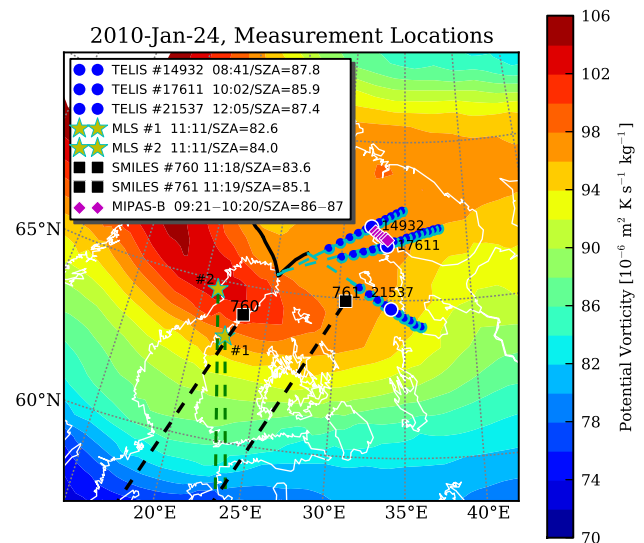 2010-Jan-24, Measurement Locations
TELIS #14932 08:41/SZA=87.8
TELIS #17611 10:02/SZA=85.9
TELIS #21537 12:05/SZA=87.4
MLS #1 11:11/SZA=82.6
MLS #2 11:11/SZA=84.0
SMILES #760 11:18/SZA=83.6
SMILES #761 11:19/SZA=85.1
MIPAS-B 09:21−10:20/SZA=86−87
65°N
60°N
14932
17611
#2
761
21537
760
#1
20°E 25°E 30°E 35°E 40°E
106
102
98
94
90
86
82
78
74
70
Potential Vorticity [10⁻⁶ m² K s⁻¹ kg⁻¹]